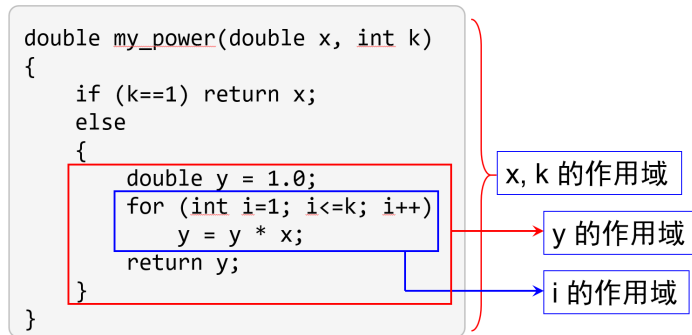 double my_power(double x, int k)
{
if (k==1) return x;
else
{
double y = 1.0;
for (int i=1; i<=k; i++)
y = y * x;
return y;
}
}
x, k 的作用域
y 的作用域
i 的作用域